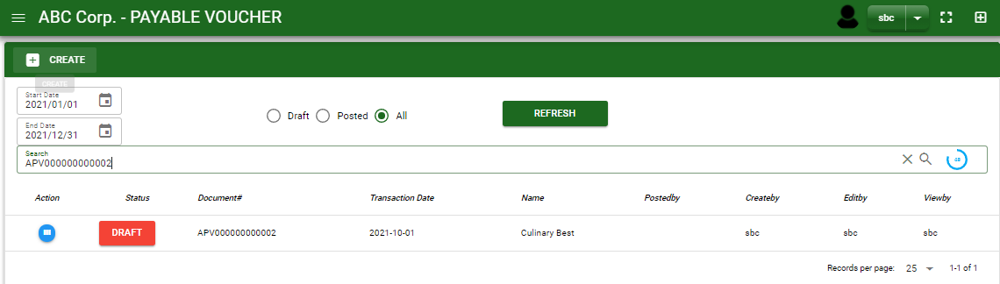 ABC Corp. - PAYABLE VOUCHER
sbc
CREATE
CREATE
Start Date
2021/01/01
End Date
2021/12/31
Draft Posted All
REFRESH
Search
APV000000000002
Action Status Document# Transaction Date Name Postedby Createby Editby Viewby
DRAFT APV000000000002 2021-10-01 Culinary Best sbc sbc sbc
Records per page: 25 1-1 of 1